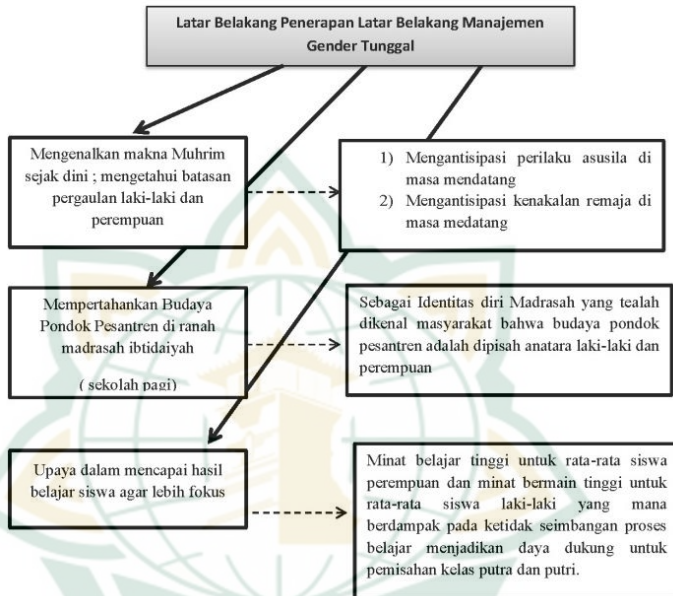 Latar Belakang Penerapan Latar Belakang Manajemen
Gender Tunggal
Mengenalkan makna Muhrim
sejak dini ; mengetahui batasan
pergaulan laki-laki dan
perempuan
1) Mengantisipasi perilaku asusila di
masa mendatang
2) Mengantisipasi kenakalan remaja di
masa medatang
Mempertahankan Budaya
Pondok Pesantren di ranah
madrasah ibtidaiyah
( sekolah pagi)
Sebagai Identitas diri Madrasah yang tealah
dikenal masyarakat bahwa budaya pondok
pesantren adalah dipisah anatara laki-laki dan
perempuan
Upaya dalam mencapai hasil
belajar siswa agar lebih fokus
Minat belajar tinggi untuk rata-rata siswa
perempuan dan minat bermain tinggi untuk
rata-rata siswa laki-laki yang mana
berdampak pada ketidak seimbangan proses
belajar menjadikan daya dukung untuk
pemisahan kelas putra dan putri.